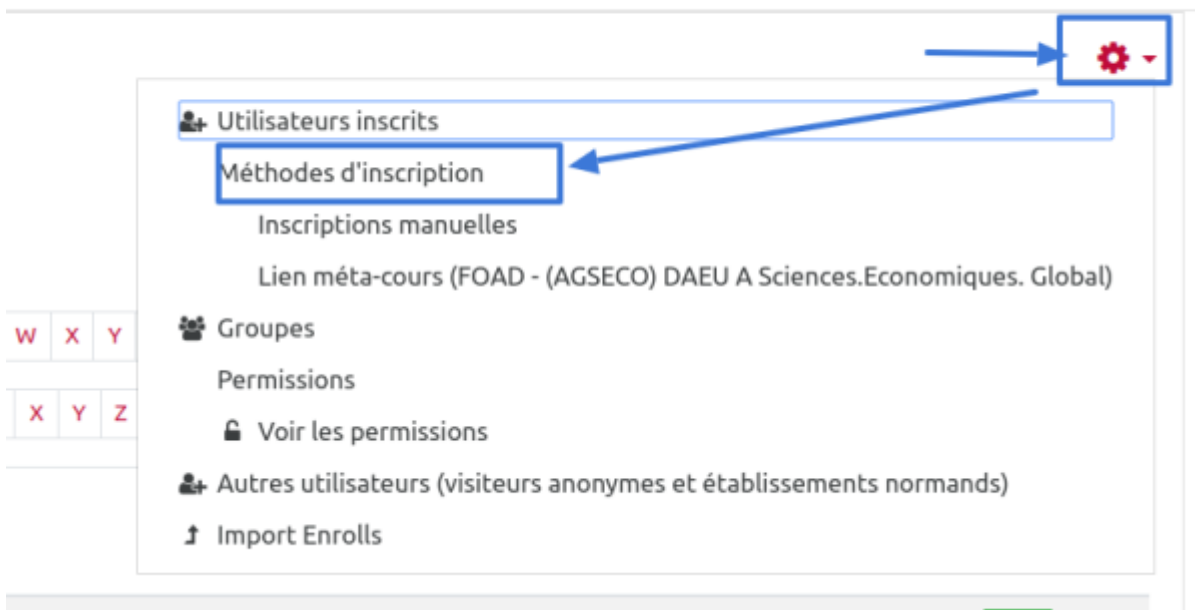 Utilisateurs inscrits
Méthodes d'inscription
Inscriptions manuelles
Lien méta-cours (FOAD - (AGSECO) DAEU A Sciences.Economiques. Global)
W X Y
Groupes
Permissions
X Y Z
Voir les permissions
Autres utilisateurs (visiteurs anonymes et établissements normands)
Import Enrolls